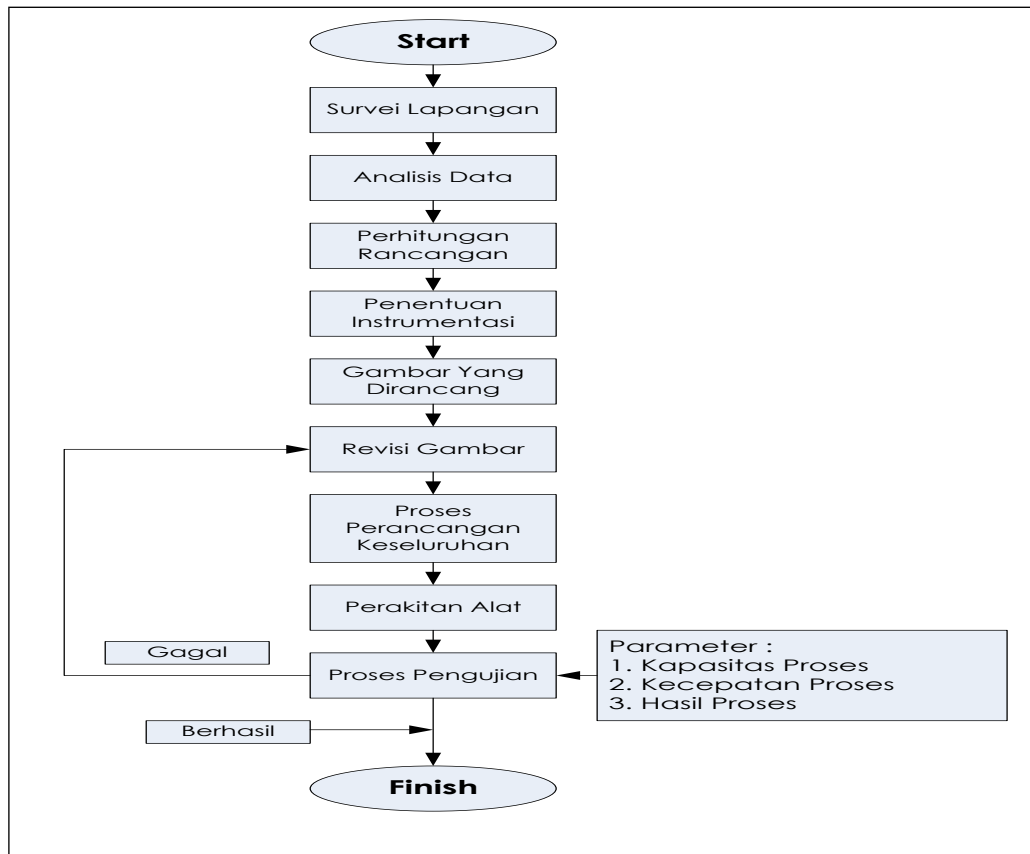 Start
Survei Lapangan
Analisis Data
Perhitungan
Rancangan
Penentuan
Instrumentasi
Gambar Yang
Dirancang
Revisi Gambar
Proses
Perancangan
Keseluruhan
Perakitan Alat
Gagal
Proses Pengujian
Parameter :
1. Kapasitas Proses
2. Kecepatan Proses
3. Hasil Proses
Berhasil
Finish